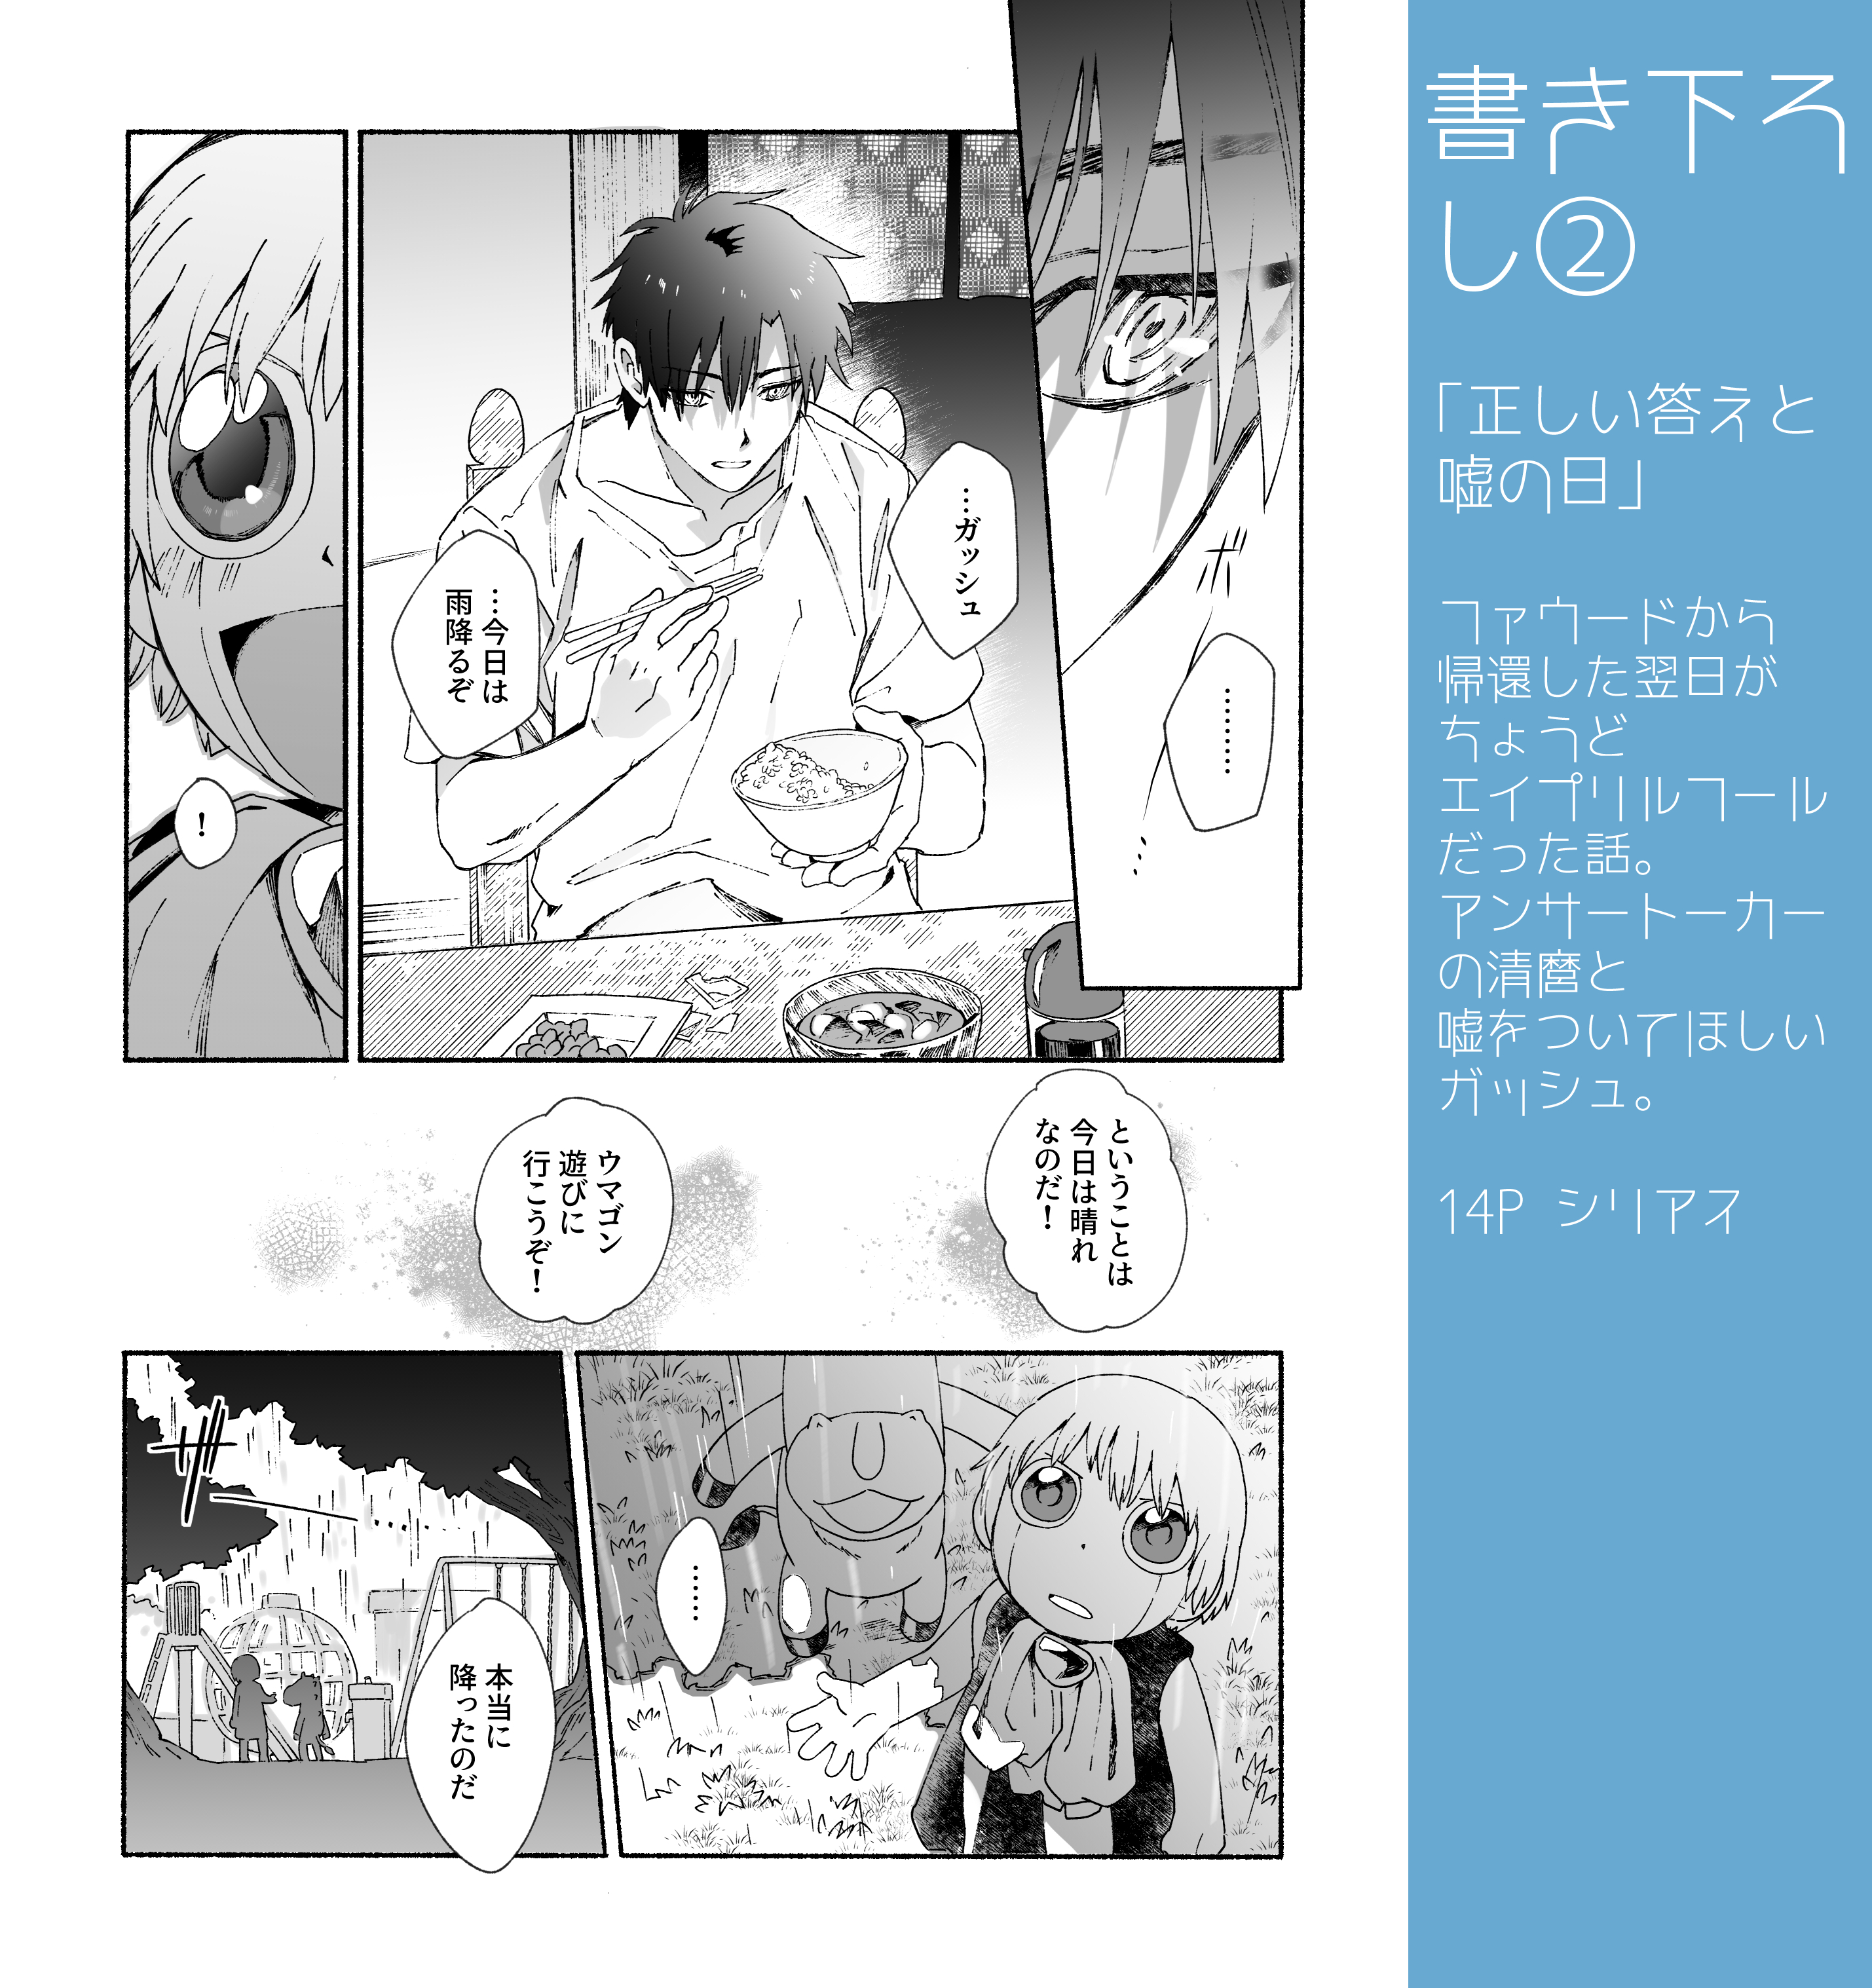 書き下ろ
し②
「正しい答えと
嘘の日」
ファウードから
帰還した翌日が
ちょうど
エイプリルフール
だった話。
アンサートーカー
の清麿と
嘘をついてほしい
ガッシュ。
14P シリアス
ボ
………
…ガッシュ
…今日は
雨降るぞ
！
ということは
今日は晴れ
なのだ！
ウマゴン
遊びに
行こうぞ！
……
サー…
本当に
降ったのだ